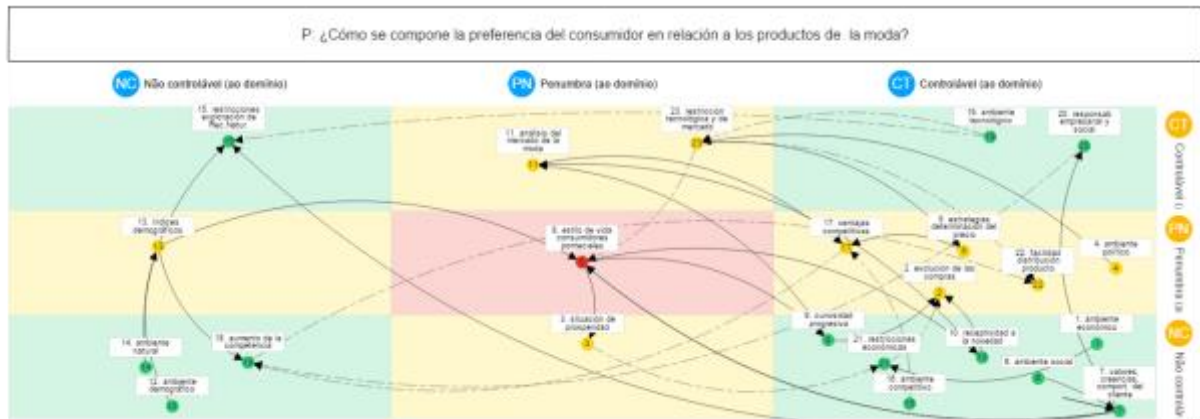 P: ¿Cómo se compone la preferencia del consumidor en relación a los productos de la moda?
NC Não controlável (ao domínio)
PN Penumbra (ao domínio)
CT Controlável (ao domínio)
15. restricciones
explotación de
Rec.Natur
23. restricción
tecnológica y de
mercado
11. análisis del
mercado de la
moda
19. ambiente
tecnológico
20. responsab
empresarial y
social
CT
Controlável (
13. índices
demográficos
6. estilo de vida
consumidores
17. ventajas
competitivas
9. estrategias
determinación del
precio
22. facilidad
distribución
producto
4. ambiente
político
2. evolución de las
compras
PN
Penumbra (a
3. situación de
prosperidad
curiosidad
progresiva
10. receptividad a
la novedad
1. ambiente
económico
21. restricciones
económicas
18. aumento de la
competencia
14. ambiente
natural
12. ambiente
demográfico
16. ambiente competitivo
ambiente social
7. valores,
creencias,
comport. del
cliente
NC
Não controlá